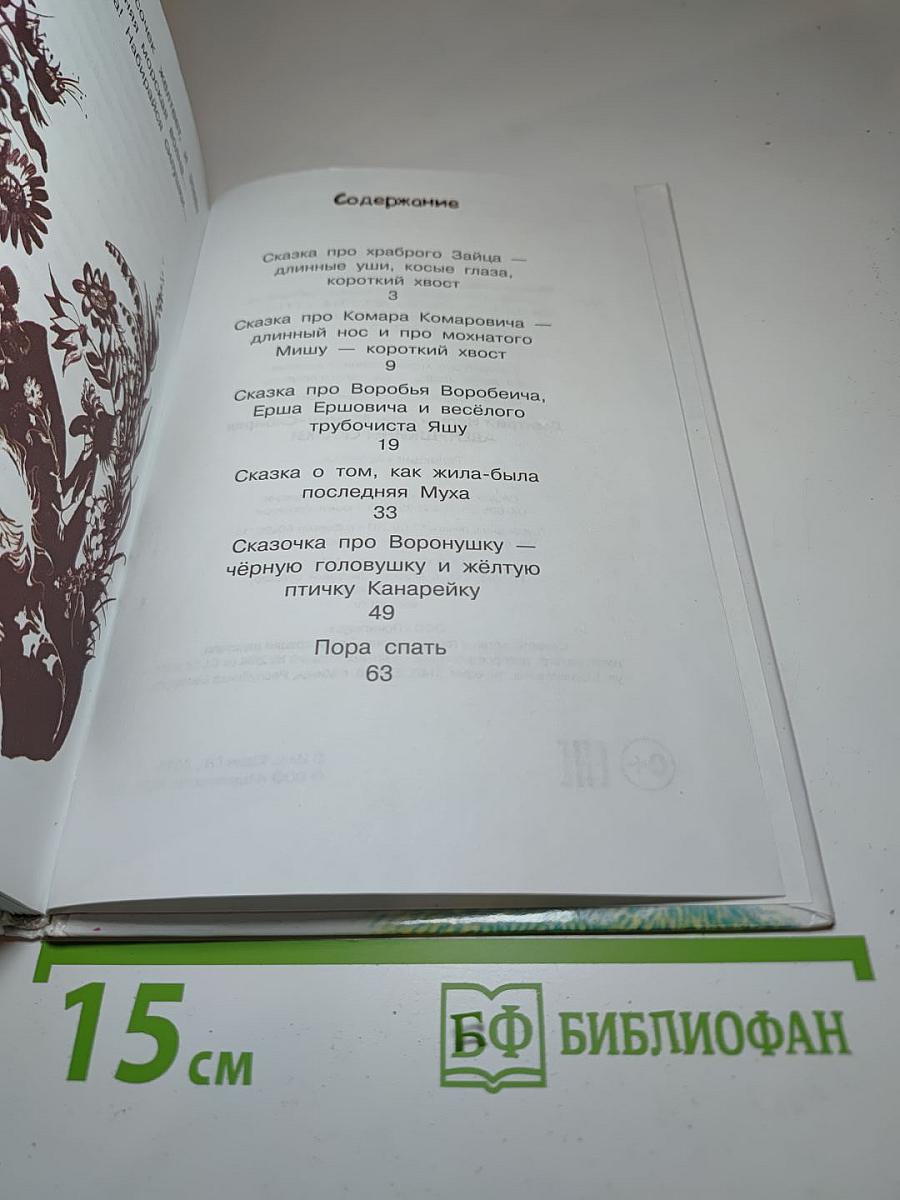 Содержание
Сказка про храброго Зайца —
длинные уши, косые глаза,
короткий хвост
3
Сказка про Комара Комаровича —
длинный нос и про мохнатого
Мишу — короткий хвост
9
Сказка про Воробья Воробеича,
Ерша Ершовича и весёлого
трубочиста Яшу
19
Сказка о том, как жила-была
последняя Муха
33
Сказочка про Воронушку —
чёрную головушку и жёлтую
птичку Канарейку
49
Пора спать
63
15 см
БФ БИБЛИОФАН